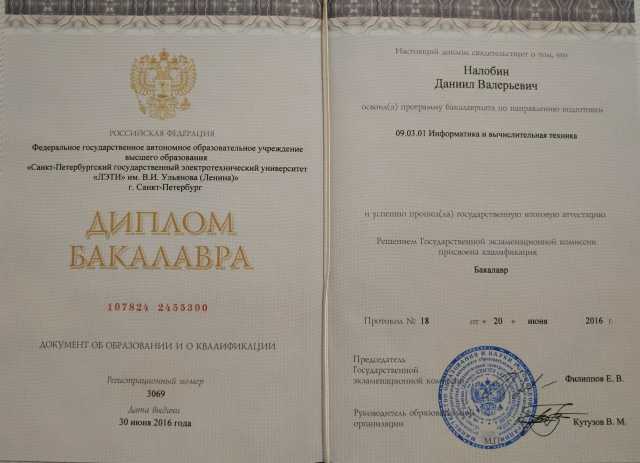 РОССИЙСКАЯ ФЕДЕРАЦИЯ
Федеральное государственное автономное образовательное учреждение
высшего образования
«Санкт-Петербургский государственный электротехнический университет
«ЛЭТИ» им. В.И. Ульянова (Ленина)»
г. Санкт-Петербург
ДИПЛОМ
БАКАЛАВРА
107824 2455300
ДОКУМЕНТ ОБ ОБРАЗОВАНИИ И О КВАЛИФИКАЦИИ
Регистрационный номер
3069
Дата выдачи
30 июня 2016 года
Настоящий диплом свидетельствует о том, что
Налобин
Даниил Валерьевич
освоил(а) программу бакалавриата по направлению подготовки
09.03.01 Информатика и вычислительная техника
и успешно прошел(ла) государственную итоговую аттестацию
Решением Государственной экзаменационной комиссии
присвоена квалификация
Бакалавр
Протокол № 18 от « 20 » июня 2016 г.
Председатель
Государственной
экзаменационной комиссии Филиппов Е. В.
Руководитель образовательной
организации Кутузов В. М.
М.П.